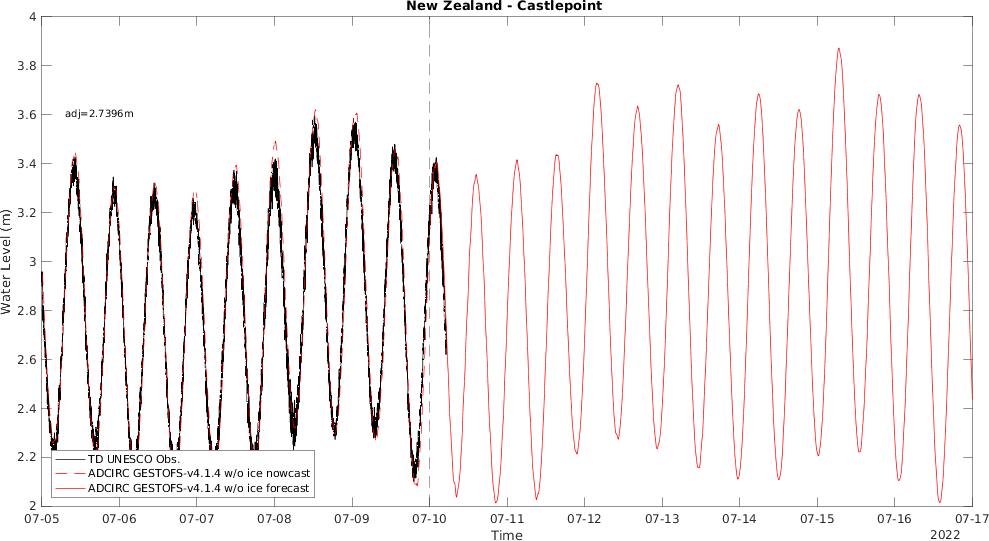 New Zealand - Castlepoint
4
3.8
3.6
3.4
3.2
3
2.8
2.6
2.4
2.2
2
Water Level (m)
adj=2.7396m
TD UNESCO Obs.
ADCIRC GESTOFS-v4.1.4 w/o ice nowcast
ADCIRC GESTOFS-v4.1.4 w/o ice forecast
07-05 07-06 07-07 07-08 07-09 07-10 07-11 07-12 07-13 07-14 07-15 07-16 07-17
Time
2022